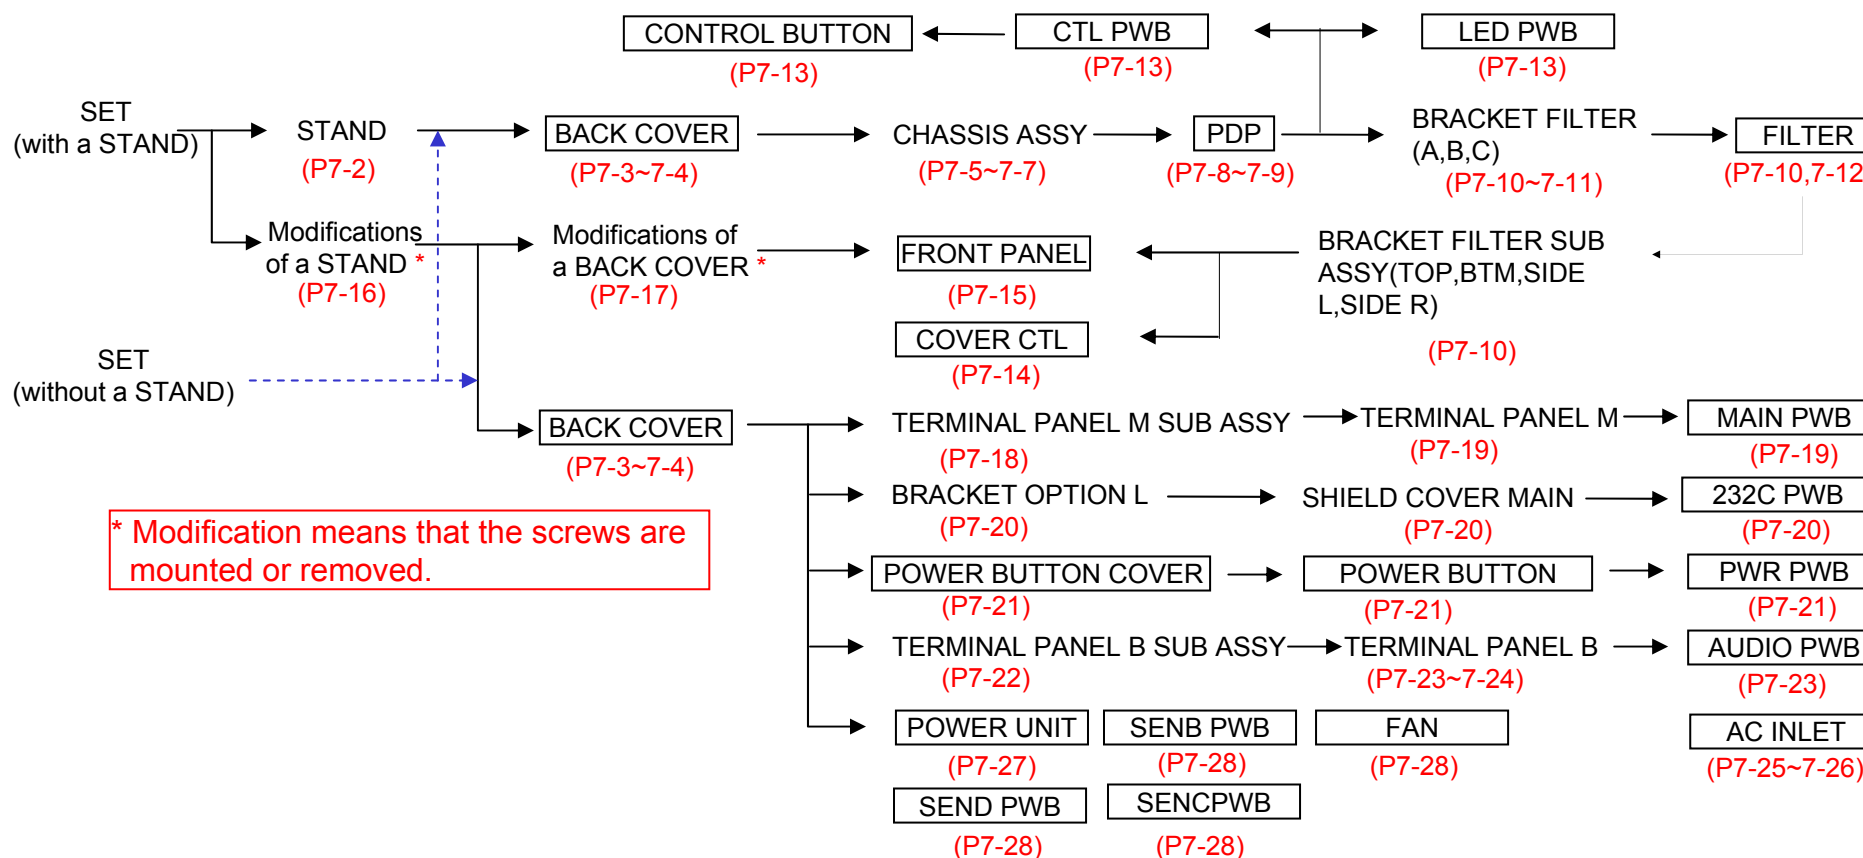 CONTROL BUTTON
(P7-13)
CTL PWB
(P7-13)
LED PWB
(P7-13)
SET
(with a STAND)
STAND
(P7-2)
BACK COVER
(P7-3~7-4)
CHASSIS ASSY
(P7-5~7-7)
PDP
(P7-8~7-9)
BRACKET FILTER
(A,B,C)
(P7-10~7-11)
FILTER
(P7-10,7-12
Modifications
of a STAND *
(P7-16)
Modifications of
a BACK COVER *
(P7-17)
FRONT PANEL
(P7-15)
BRACKET FILTER SUB
ASSY(TOP,BTM,SIDE
L,SIDE R)
(P7-10)
COVER CTL
(P7-14)
SET
(without a STAND)
BACK COVER
(P7-3~7-4)
TERMINAL PANEL M SUB ASSY
(P7-18)
TERMINAL PANEL M
(P7-19)
MAIN PWB
(P7-19)
BRACKET OPTION L
(P7-20)
SHIELD COVER MAIN
(P7-20)
232C PWB
(P7-20)
* Modification means that the screws are
mounted or removed.
POWER BUTTON COVER
(P7-21)
POWER BUTTON
(P7-21)
PWR PWB
(P7-21)
TERMINAL PANEL B SUB ASSY
(P7-22)
TERMINAL PANEL B
(P7-23~7-24)
AUDIO PWB
(P7-23)
POWER UNIT
(P7-27)
SENB PWB
(P7-28)
FAN
(P7-28)
AC INLET
(P7-25~7-26)
SEND PWB
(P7-28)
SENCPWB
(P7-28)